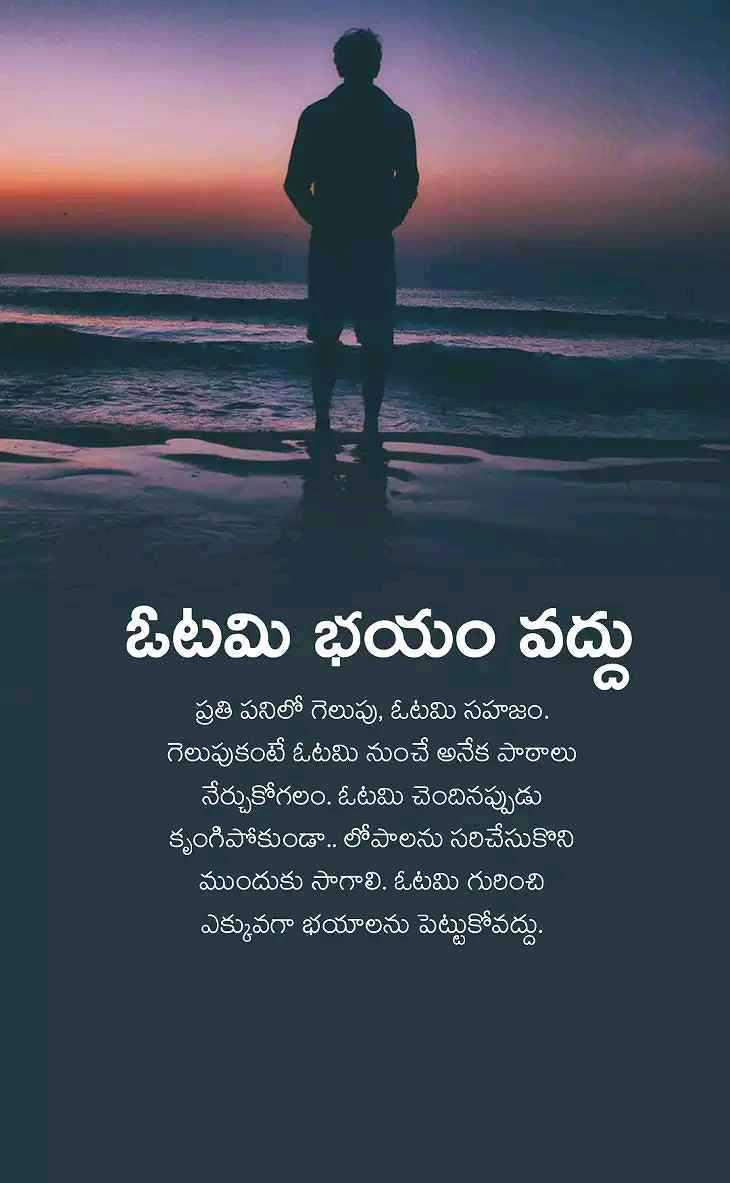 ఓటమి భయం వద్దు
ప్రతి పనిలో గెలుపు, ఓటమి సహజం.
గెలుపుకంటే ఓటమి నుంచే అనేక పాఠాలు
నేర్చుకోగలం. ఓటమి చెందినప్పుడు
కృంగిపోకుండా.. లోపాలను సరిచేసుకొని
ముందుకు సాగాలి. ఓటమి గురించి
ఎక్కువగా భయాలను పెట్టుకోవద్దు.